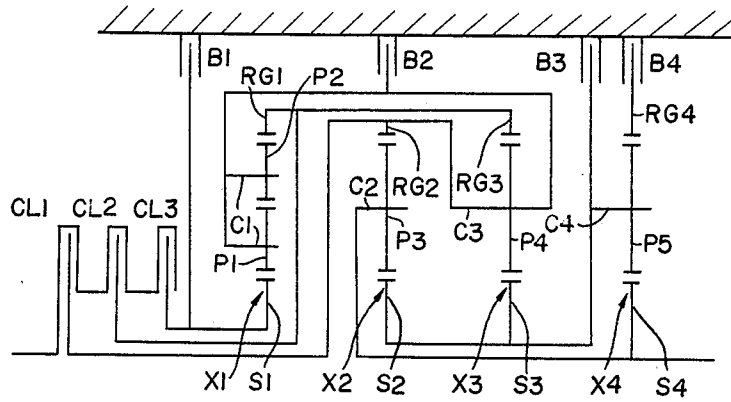 B1 B2 B3 B4
RG1 P2
RG4
CL1 CL2 CL3
C1 C2 RG2 RG3 C3 C4
P1 P3 P4 P5
X1 S1 X2 S2 X3 S3 X4 S4